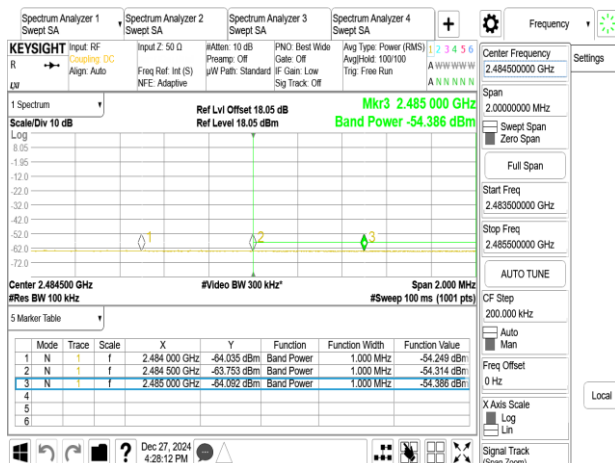 Spectrum Analyzer 1
Swept SA
Spectrum Analyzer 2
Swept SA
Spectrum Analyzer 3
Swept SA
Spectrum Analyzer 4
Swept SA
+
Frequency
KEYSIGHT
R
Input: RF
Coupling: DC
Align: Auto
Input Z: 50 Ω
Freq Ref: Int (S)
NFE: Adaptive
#Atten: 10 dB
Preamp: Off
µW Path: Standard
PNO: Best Wide
Gate: Off
IF Gain: Low
Sig Track: Off
Avg Type: Power (RMS)
Avg|Hold: 100/100
Trig: Free Run
1 2 3 4 5 6
A W W W W W
A N N N N N
1 Spectrum
Scale/Div 10 dB
Ref Lvl Offset 18.05 dB
Ref Level 18.05 dBm
Mkr3 2.485 000 GHz
Band Power -54.386 dBm
Log
8.05
-1.95
-12.0
-22.0
-32.0
-42.0
-52.0
-62.0
-72.0
1
2
3
Center 2.484500 GHz
#Video BW 300 kHz*
Span 2.000 MHz
#Res BW 100 kHz
#Sweep 100 ms (1001 pts)
5 Marker Table
Mode Trace Scale X Y Function Function Width Function Value
1 N 1 f 2.484 000 GHz -64.035 dBm Band Power 1.000 MHz -54.249 dBm
2 N 1 f 2.484 500 GHz -63.753 dBm Band Power 1.000 MHz -54.314 dBm
3 N 1 f 2.485 000 GHz -64.092 dBm Band Power 1.000 MHz -54.386 dBm
4
5
6
Dec 27, 2024
4:28:12 PM
?
Center Frequency
2.484500000 GHz
Settings
Span
2.00000000 MHz
Swept Span
Zero Span
Full Span
Start Freq
2.483500000 GHz
Stop Freq
2.485500000 GHz
AUTO TUNE
CF Step
200.000 kHz
Auto
Man
Freq Offset
0 Hz
X Axis Scale
Log
Lin
Local
Signal Track
(Span Zoom)